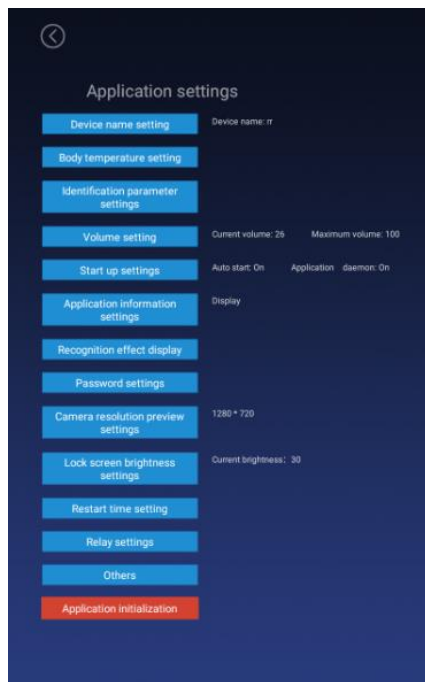 Application settings
Device name setting
Device name: rr
Body temperature setting
Identification parameter
settings
Volume setting
Current volume: 26 Maximum volume: 100
Start up settings
Auto start: On Application daemon: On
Application information
settings
Display
Recognition effect display
Password settings
Camera resolution preview
settings
1280 * 720
Lock screen brightness
settings
Current brightness: 30
Restart time setting
Relay settings
Others
Application initialization